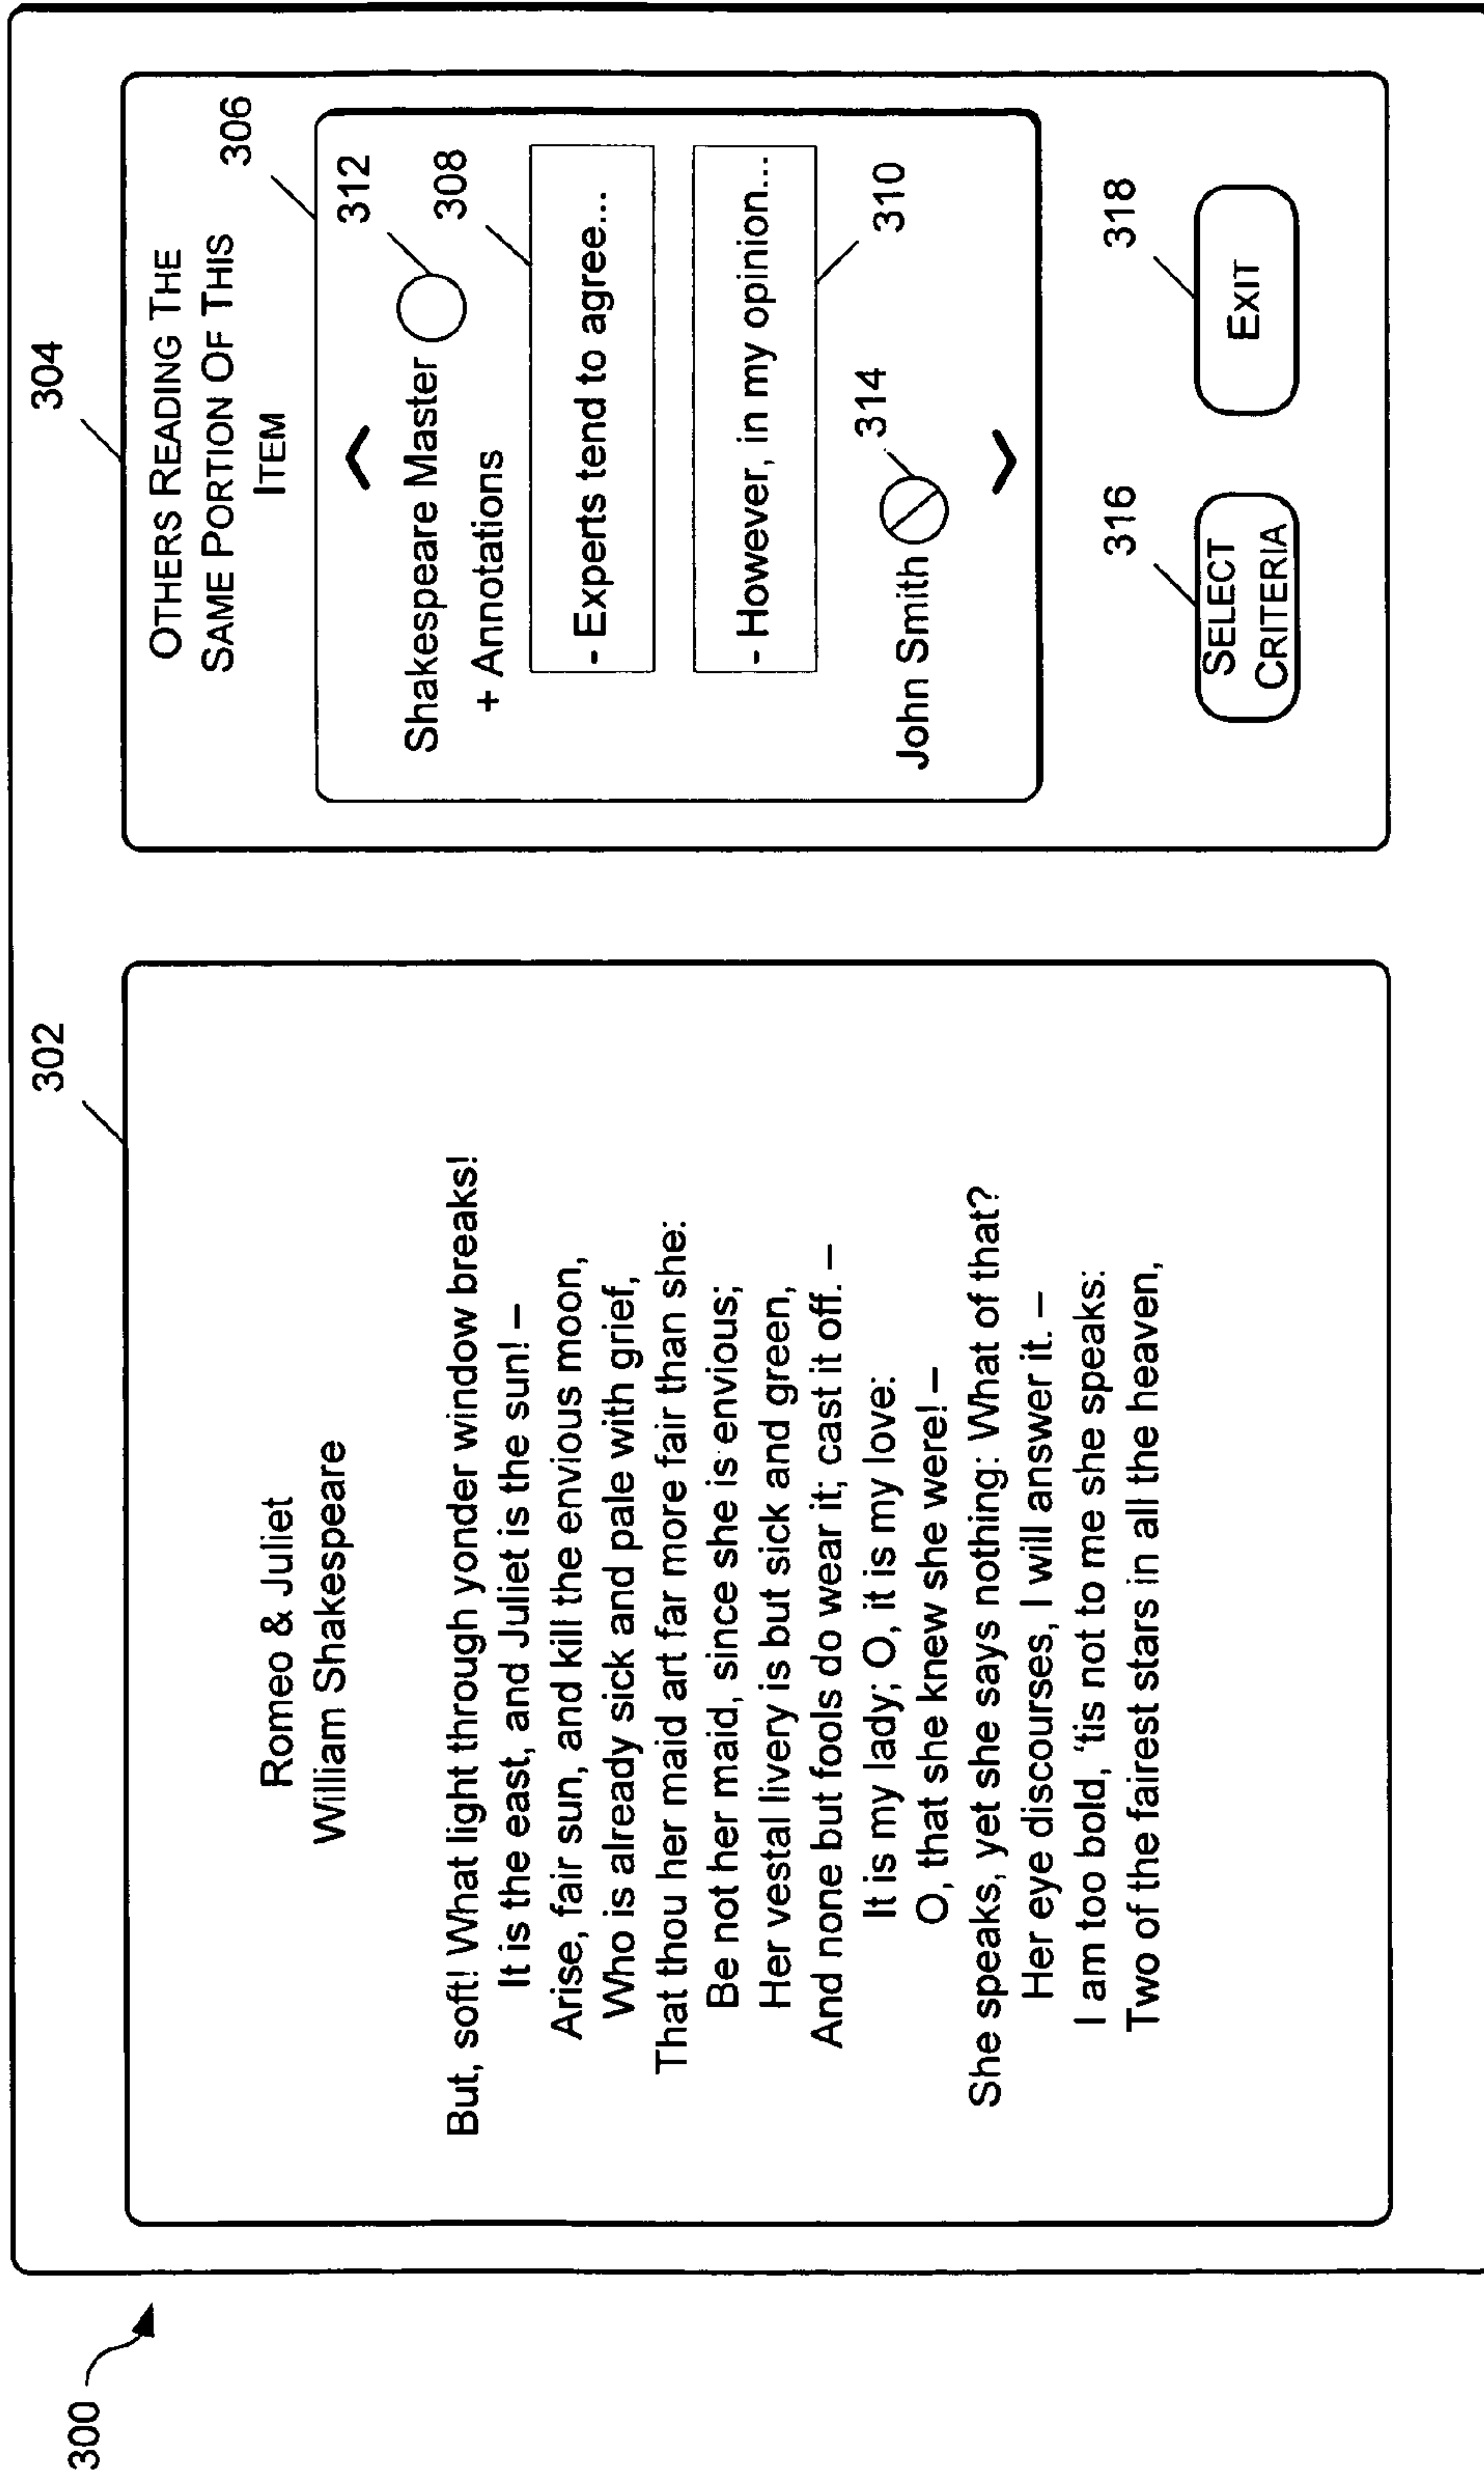 300
302
Romeo & Juliet
William Shakespeare
But, soft! What light through yonder window breaks!
It is the east, and Juliet is the sun! –
Arise, fair sun, and kill the envious moon,
Who is already sick and pale with grief,
That thou her maid art far more fair than she:
Be not her maid, since she is envious;
Her vestal livery is but sick and green,
And none but fools do wear it; cast it off. –
It is my lady; O, it is my love:
O, that she knew she were! –
She speaks, yet she says nothing: What of that?
Her eye discourses, I will answer it. –
I am too bold, 'tis not to me she speaks:
Two of the fairest stars in all the heaven,
304
OTHERS READING THE
SAME PORTION OF THIS
ITEM
306
312
Shakespeare Master
308
+ Annotations
- Experts tend to agree...
- However, in my opinion...
310
314
John Smith
316
318
SELECT
CRITERIA
EXIT